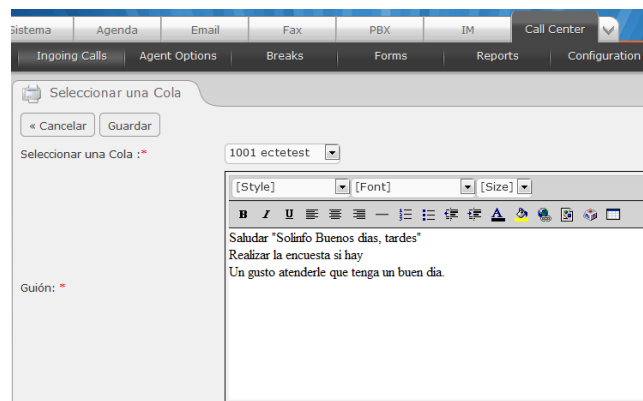 Sistema Agenda Email Fax PBX IM Call Center
Ingoing Calls Agent Options Breaks Forms Reports Configuration
Seleccionar una Cola
« Cancelar Guardar
Seleccionar una Cola :* 1001 ectetest
[Style] [Font] [Size]
B I U A
Saludar "Solinfo Buenos dias, tardes"
Realizar la encuesta si hay
Un gusto atenderle que tenga un buen dia.
Guión: *